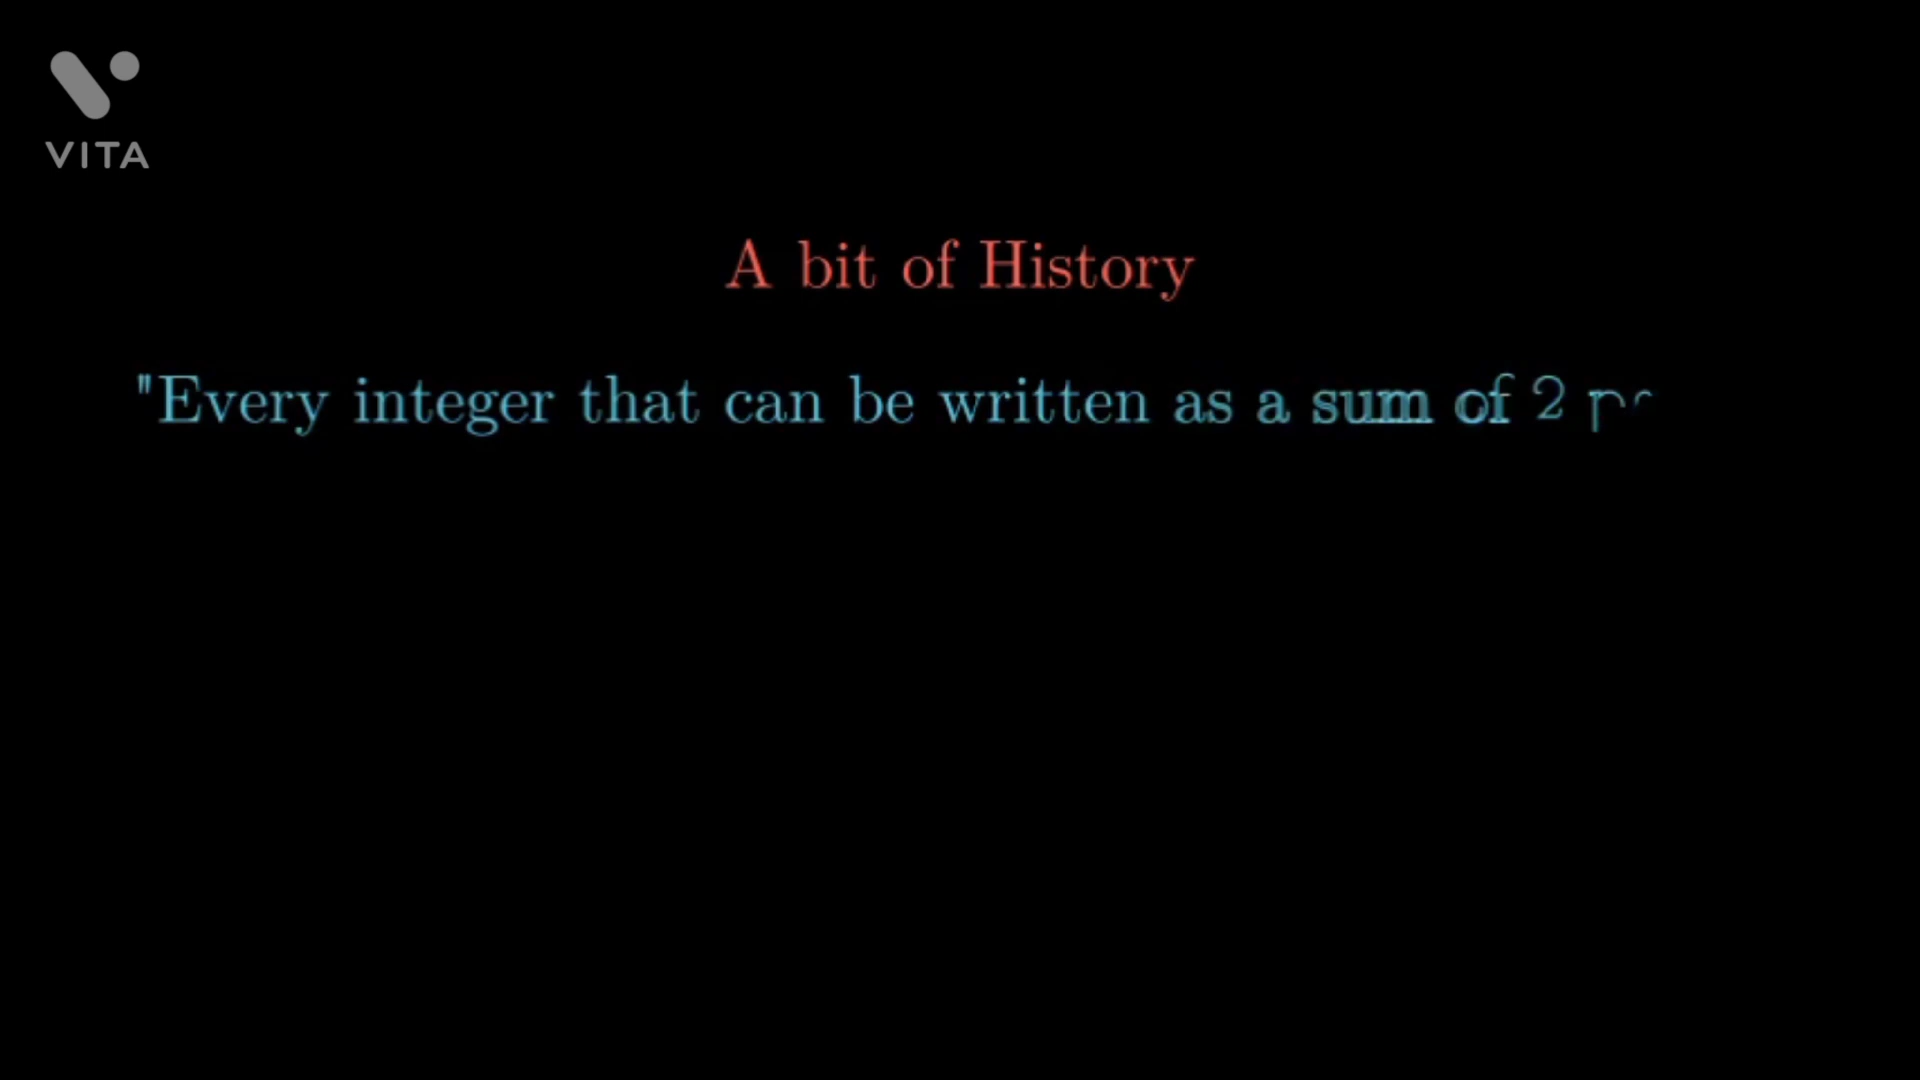 VITA
A bit of History
"Every integer that can be written as a sum of 2